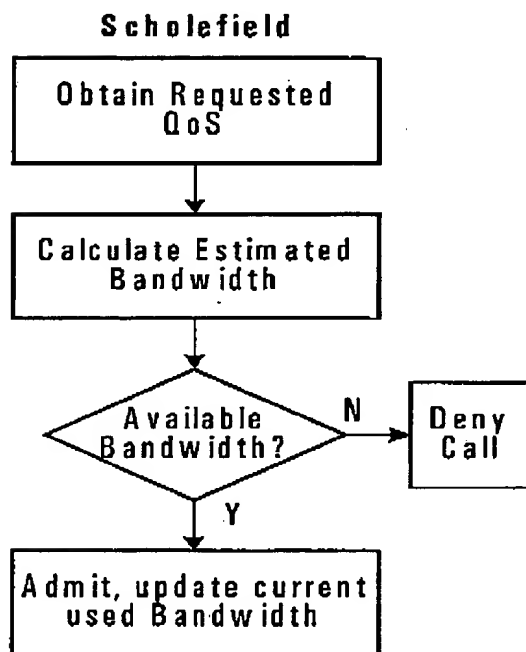 Scholefield
Obtain Requested
QoS
Calculate Estimated
Bandwidth
Available
Bandwidth?
N
Deny
Call
Y
Admit, update current
used Bandwidth